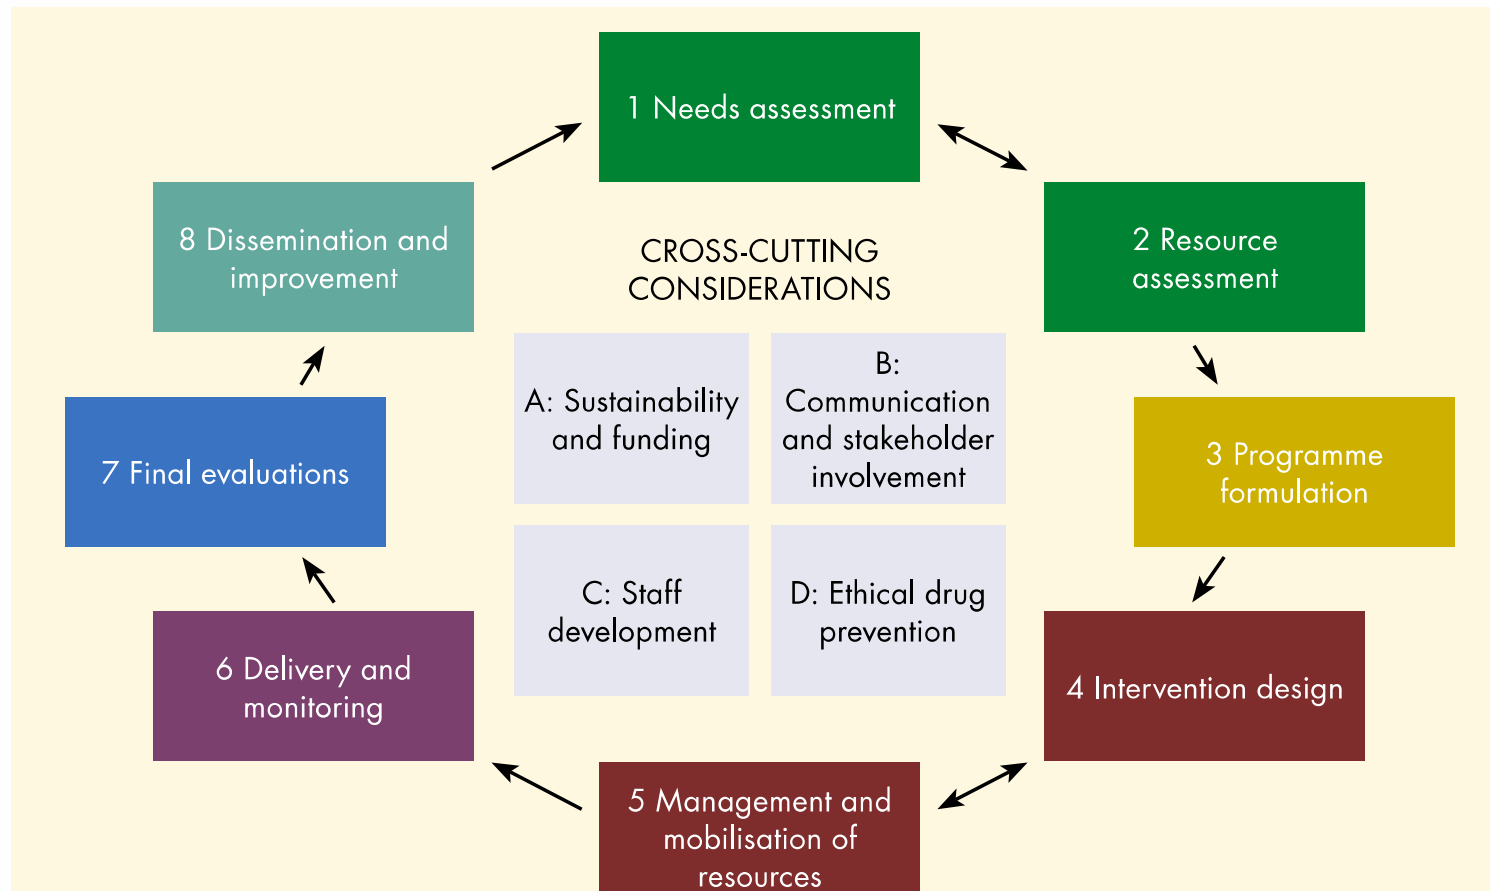 1 Needs assessment
2 Resource
assessment
3 Programme
formulation
4 Intervention design
5 Management and
mobilisation of
resources
6 Delivery and
monitoring
7 Final evaluations
8 Dissemination and
improvement
CROSS-CUTTING
CONSIDERATIONS
A: Sustainability
and funding
B:
Communication
and stakeholder
involvement
C: Staff
development
D: Ethical drug
prevention